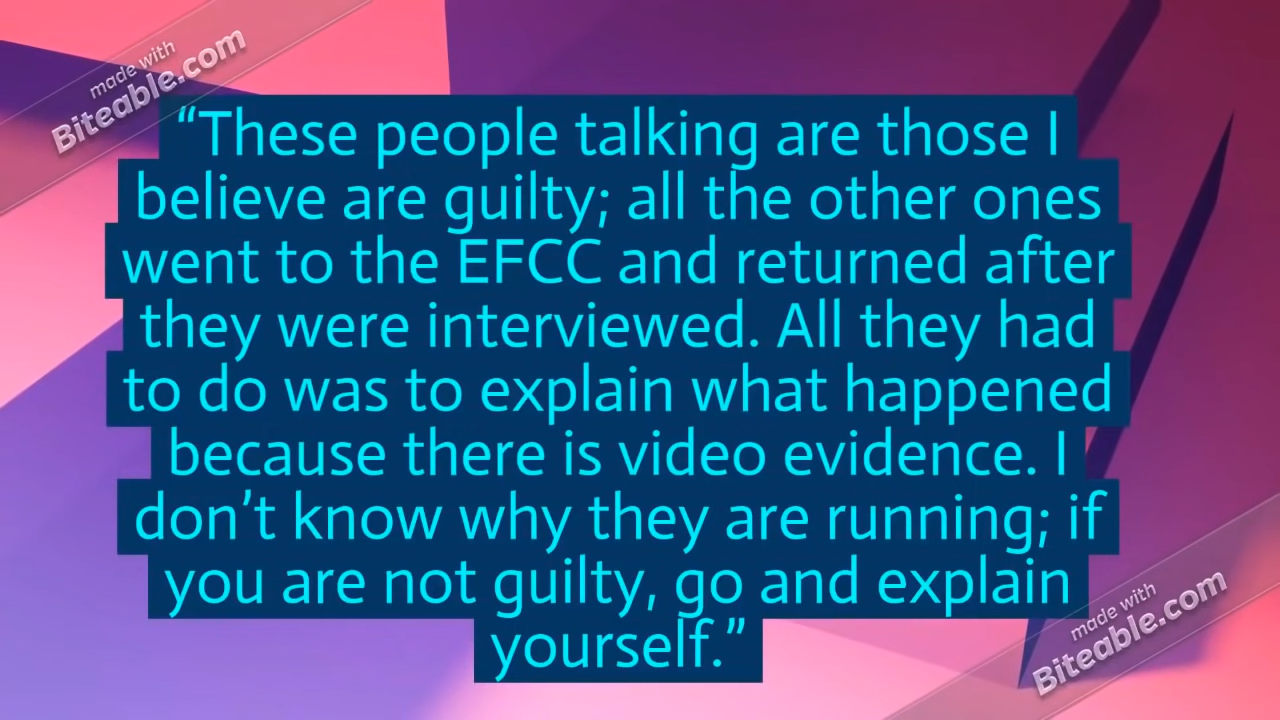 made with
Biteable.com
“These people talking are those I
believe are guilty; all the other ones
went to the EFCC and returned after
they were interviewed. All they had
to do was to explain what happened
because there is video evidence. I
don’t know why they are running; if
you are not guilty, go and explain
yourself.”
made with
Biteable.com